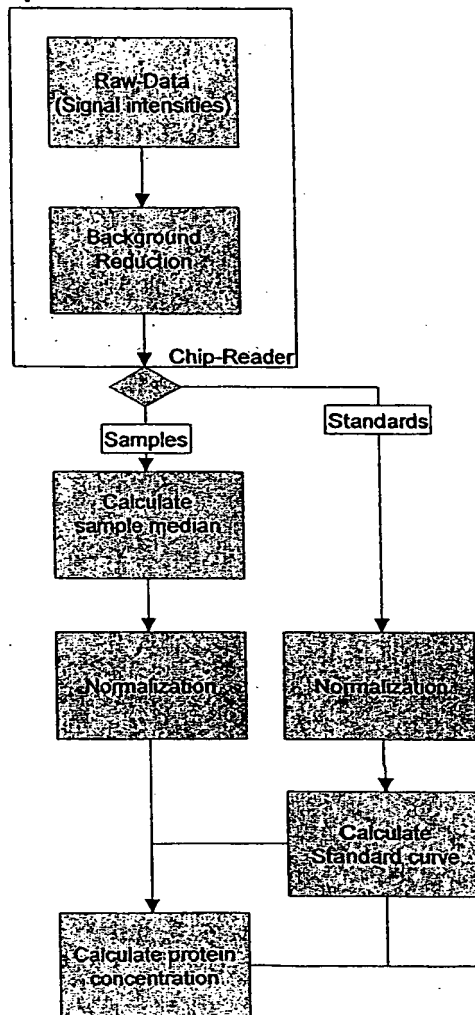 Raw-Data
(Signal intensities)
Background
Reduction
Chip-Reader
Samples
Standards
Calculate
sample median
Normalization
Normalization
Calculate
Standard curve
Calculate protein
concentration